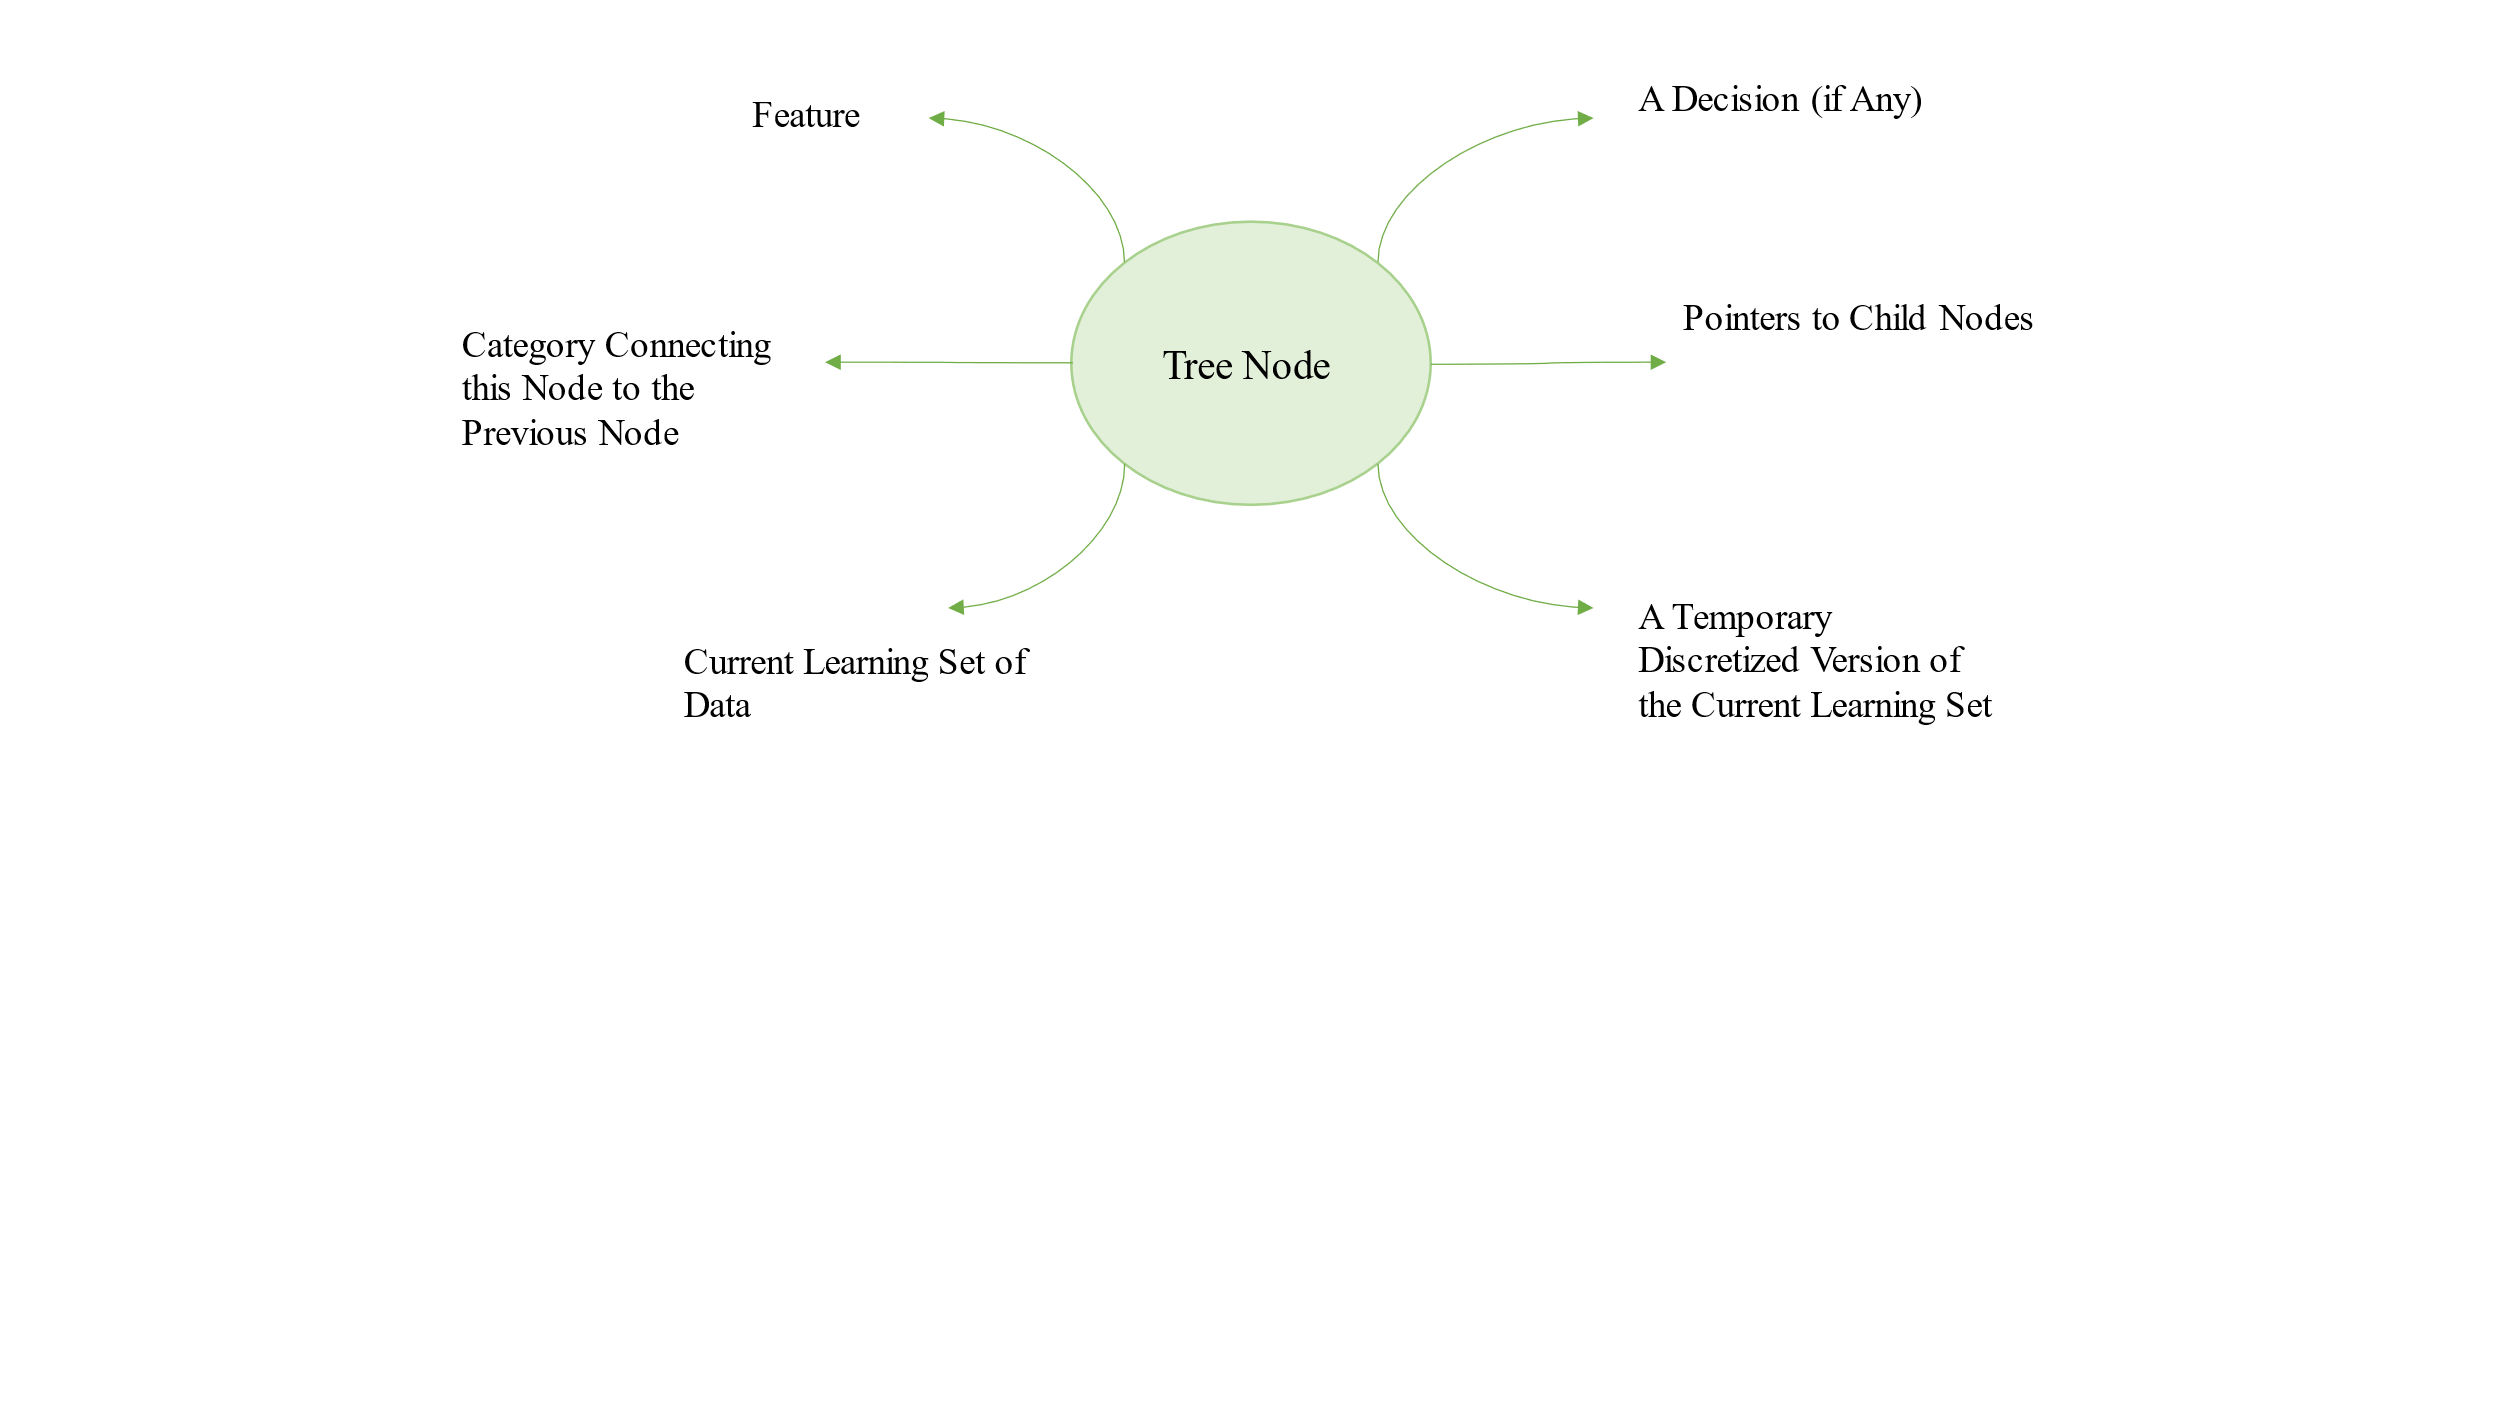 Feature
A Decision (if Any)
Category Connecting
this Node to the
Previous Node
Tree Node
Pointers to Child Nodes
Current Learning Set of
Data
A Temporary
Discretized Version of
the Current Learning Set